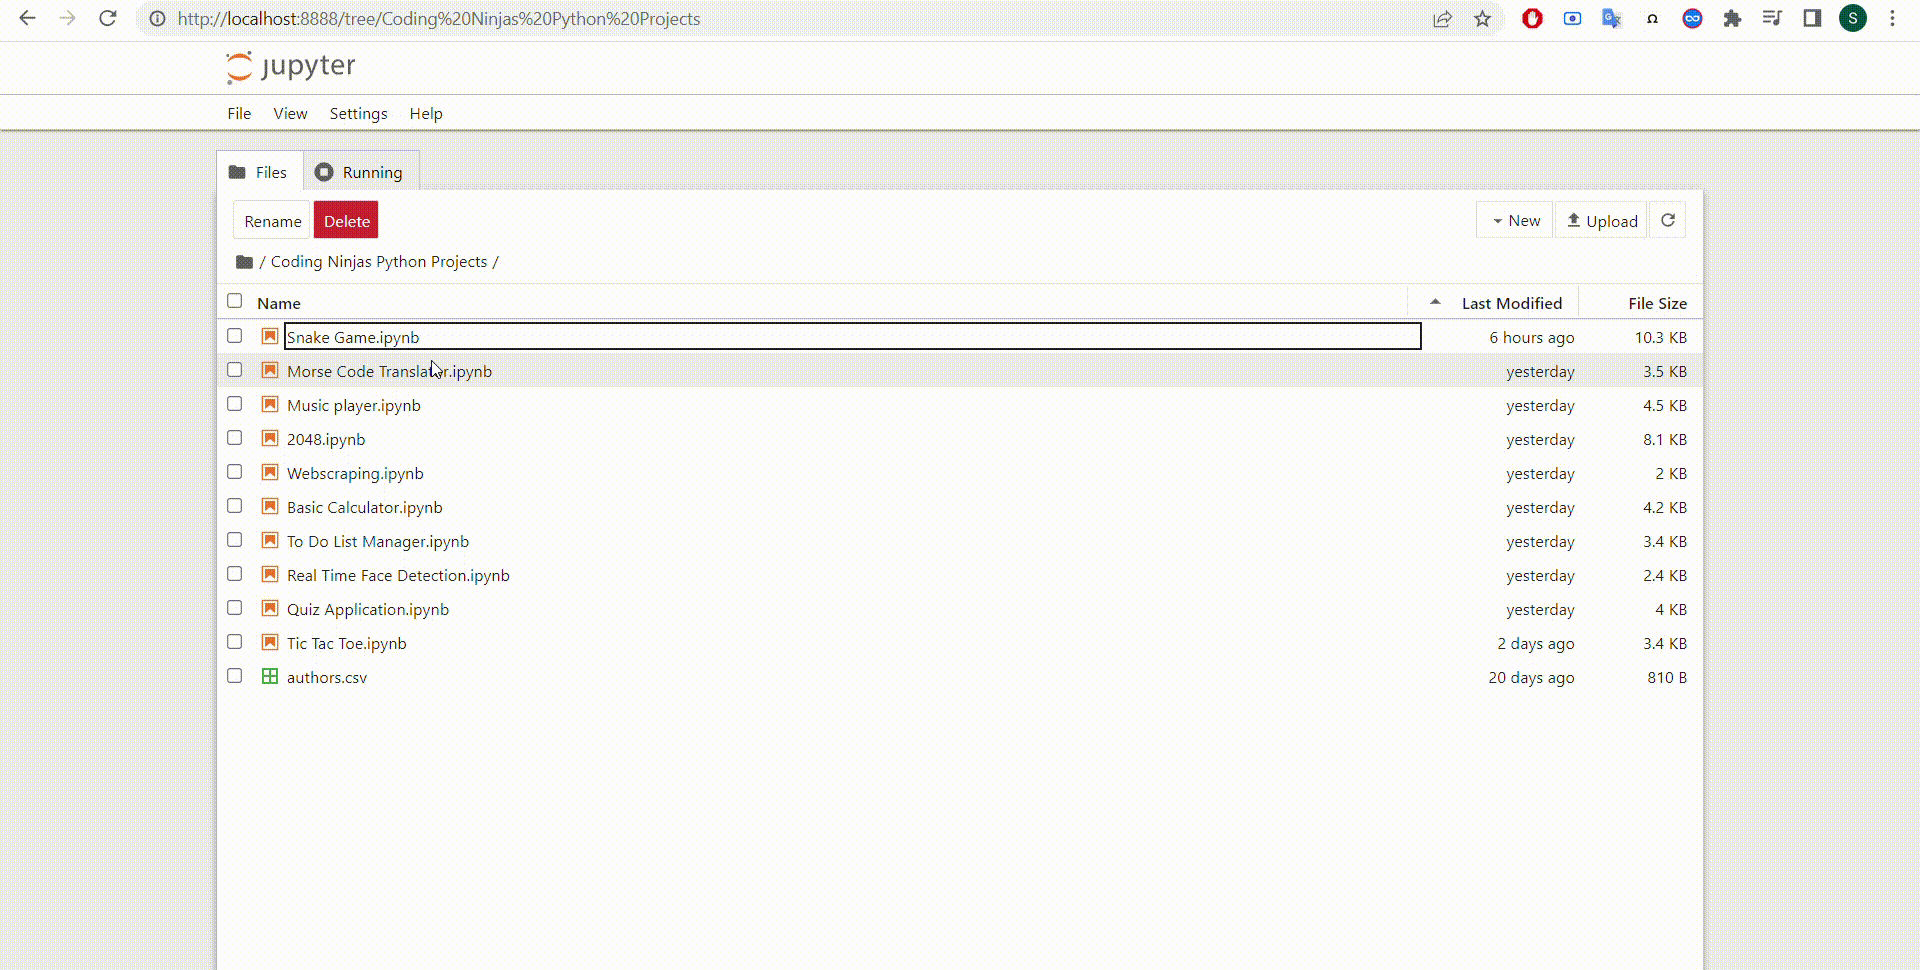 http://localhost:8888/tree/Coding%20Ninjas%20Python%20Projects
S
jupyter
File View Settings Help
Files Running
Rename Delete New Upload
/ Coding Ninjas Python Projects /
Name Last Modified File Size
Snake Game.ipynb 6 hours ago 10.3 KB
Morse Code Translator.ipynb yesterday 3.5 KB
Music player.ipynb yesterday 4.5 KB
2048.ipynb yesterday 8.1 KB
Webscraping.ipynb yesterday 2 KB
Basic Calculator.ipynb yesterday 4.2 KB
To Do List Manager.ipynb yesterday 3.4 KB
Real Time Face Detection.ipynb yesterday 2.4 KB
Quiz Application.ipynb yesterday 4 KB
Tic Tac Toe.ipynb 2 days ago 3.4 KB
authors.csv 20 days ago 810 B